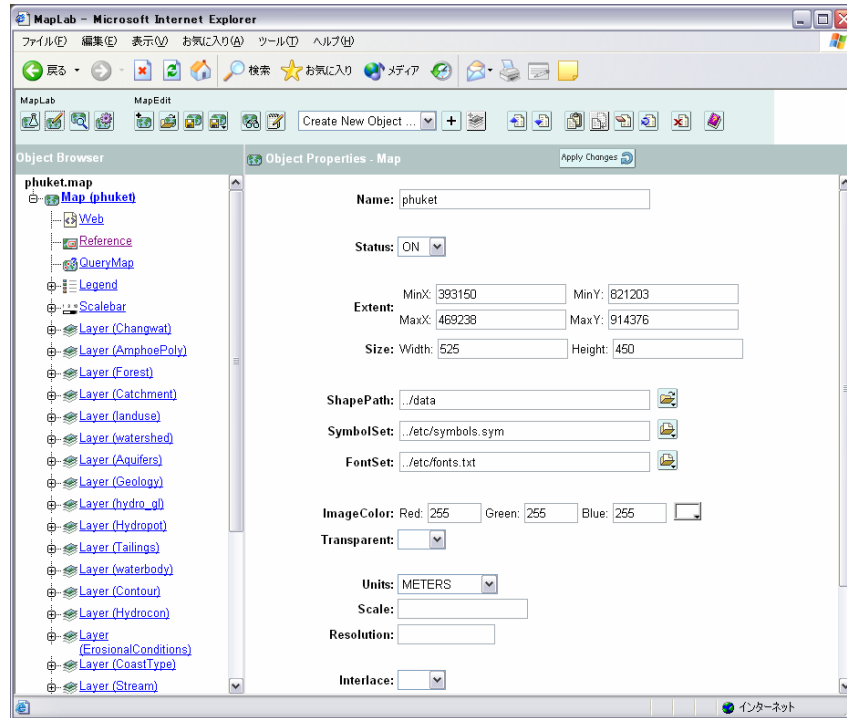 MapLab - Microsoft Internet Explorer
ファイル(F) 編集(E) 表示(V) お気に入り(A) ツール(T) ヘルプ(H)
戻る 検索 お気に入り メディア
MapLab MapEdit
Create New Object ...
Object Browser
Object Properties - Map
Apply Changes
phuket.map
Map (phuket)
Web
Reference
QueryMap
Legend
Scalebar
Layer (Changwat)
Layer (AmphoePoly)
Layer (Forest)
Layer (Catchment)
Layer (landuse)
Layer (watershed)
Layer (Aquifers)
Layer (Geology)
Layer (hydro_gl)
Layer (Hydropot)
Layer (Tailings)
Layer (waterbody)
Layer (Contour)
Layer (Hydrocon)
Layer
(ErosionalConditions)
Layer (CoastType)
Layer (Stream)
Name: phuket
Status: ON
Extent:
MinX: 393150 MinY: 821203
MaxX: 469238 MaxY: 914376
Size: Width: 525 Height: 450
ShapePath: ../data
SymbolSet: ../etc/symbols.sym
FontSet: ../etc/fonts.txt
ImageColor: Red: 255 Green: 255 Blue: 255
Transparent:
Units: METERS
Scale:
Resolution:
Interlace:
インターネット